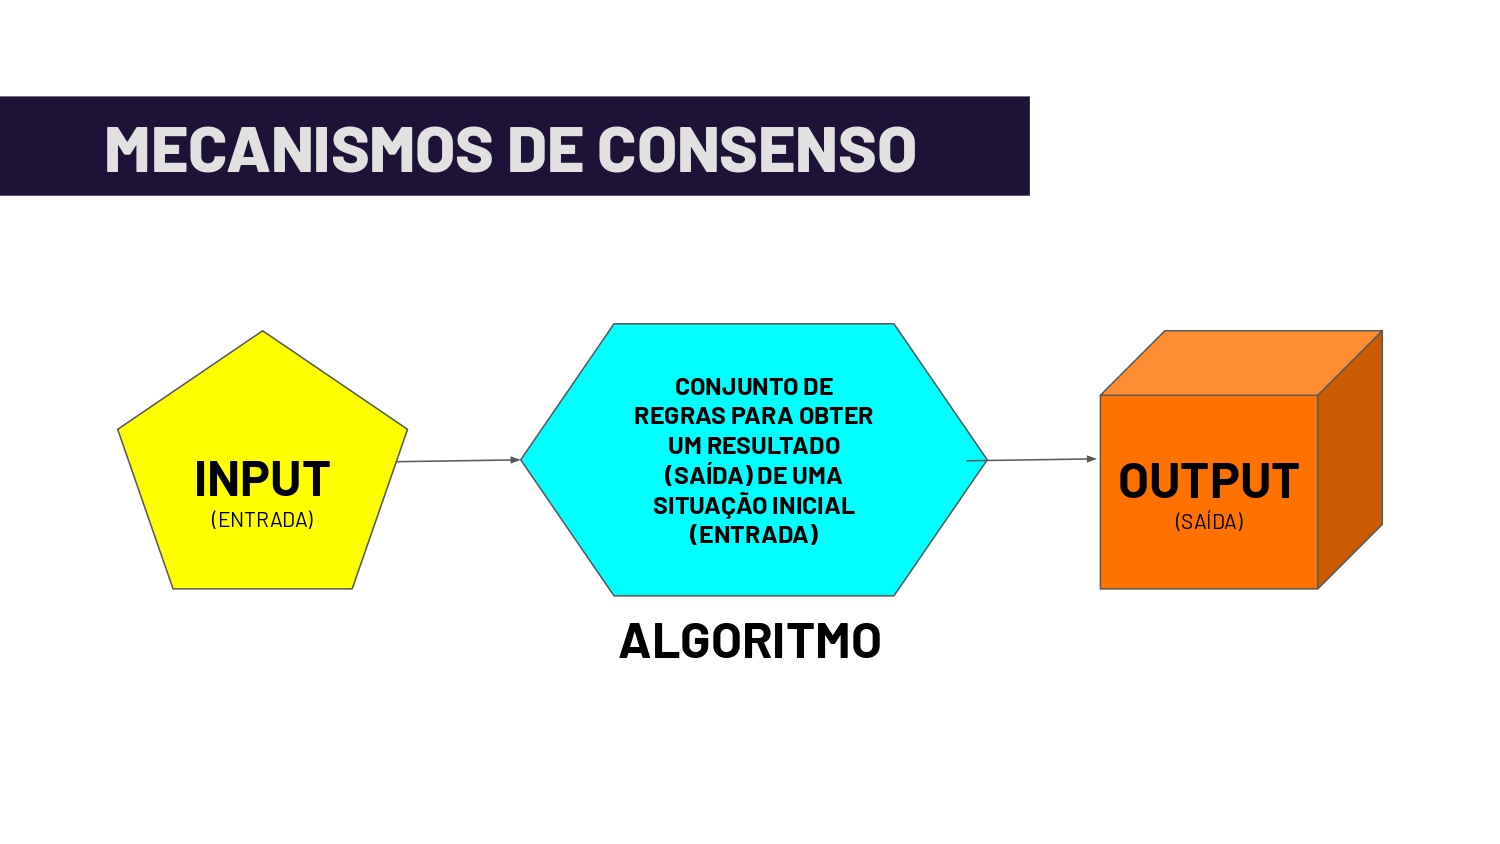 MECANISMOS DE CONSENSO
INPUT
(ENTRADA)
CONJUNTO DE
REGRAS PARA OBTER
UM RESULTADO
(SAÍDA) DE UMA
SITUAÇÃO INICIAL
(ENTRADA)
ALGORITMO
OUTPUT
(SAÍDA)